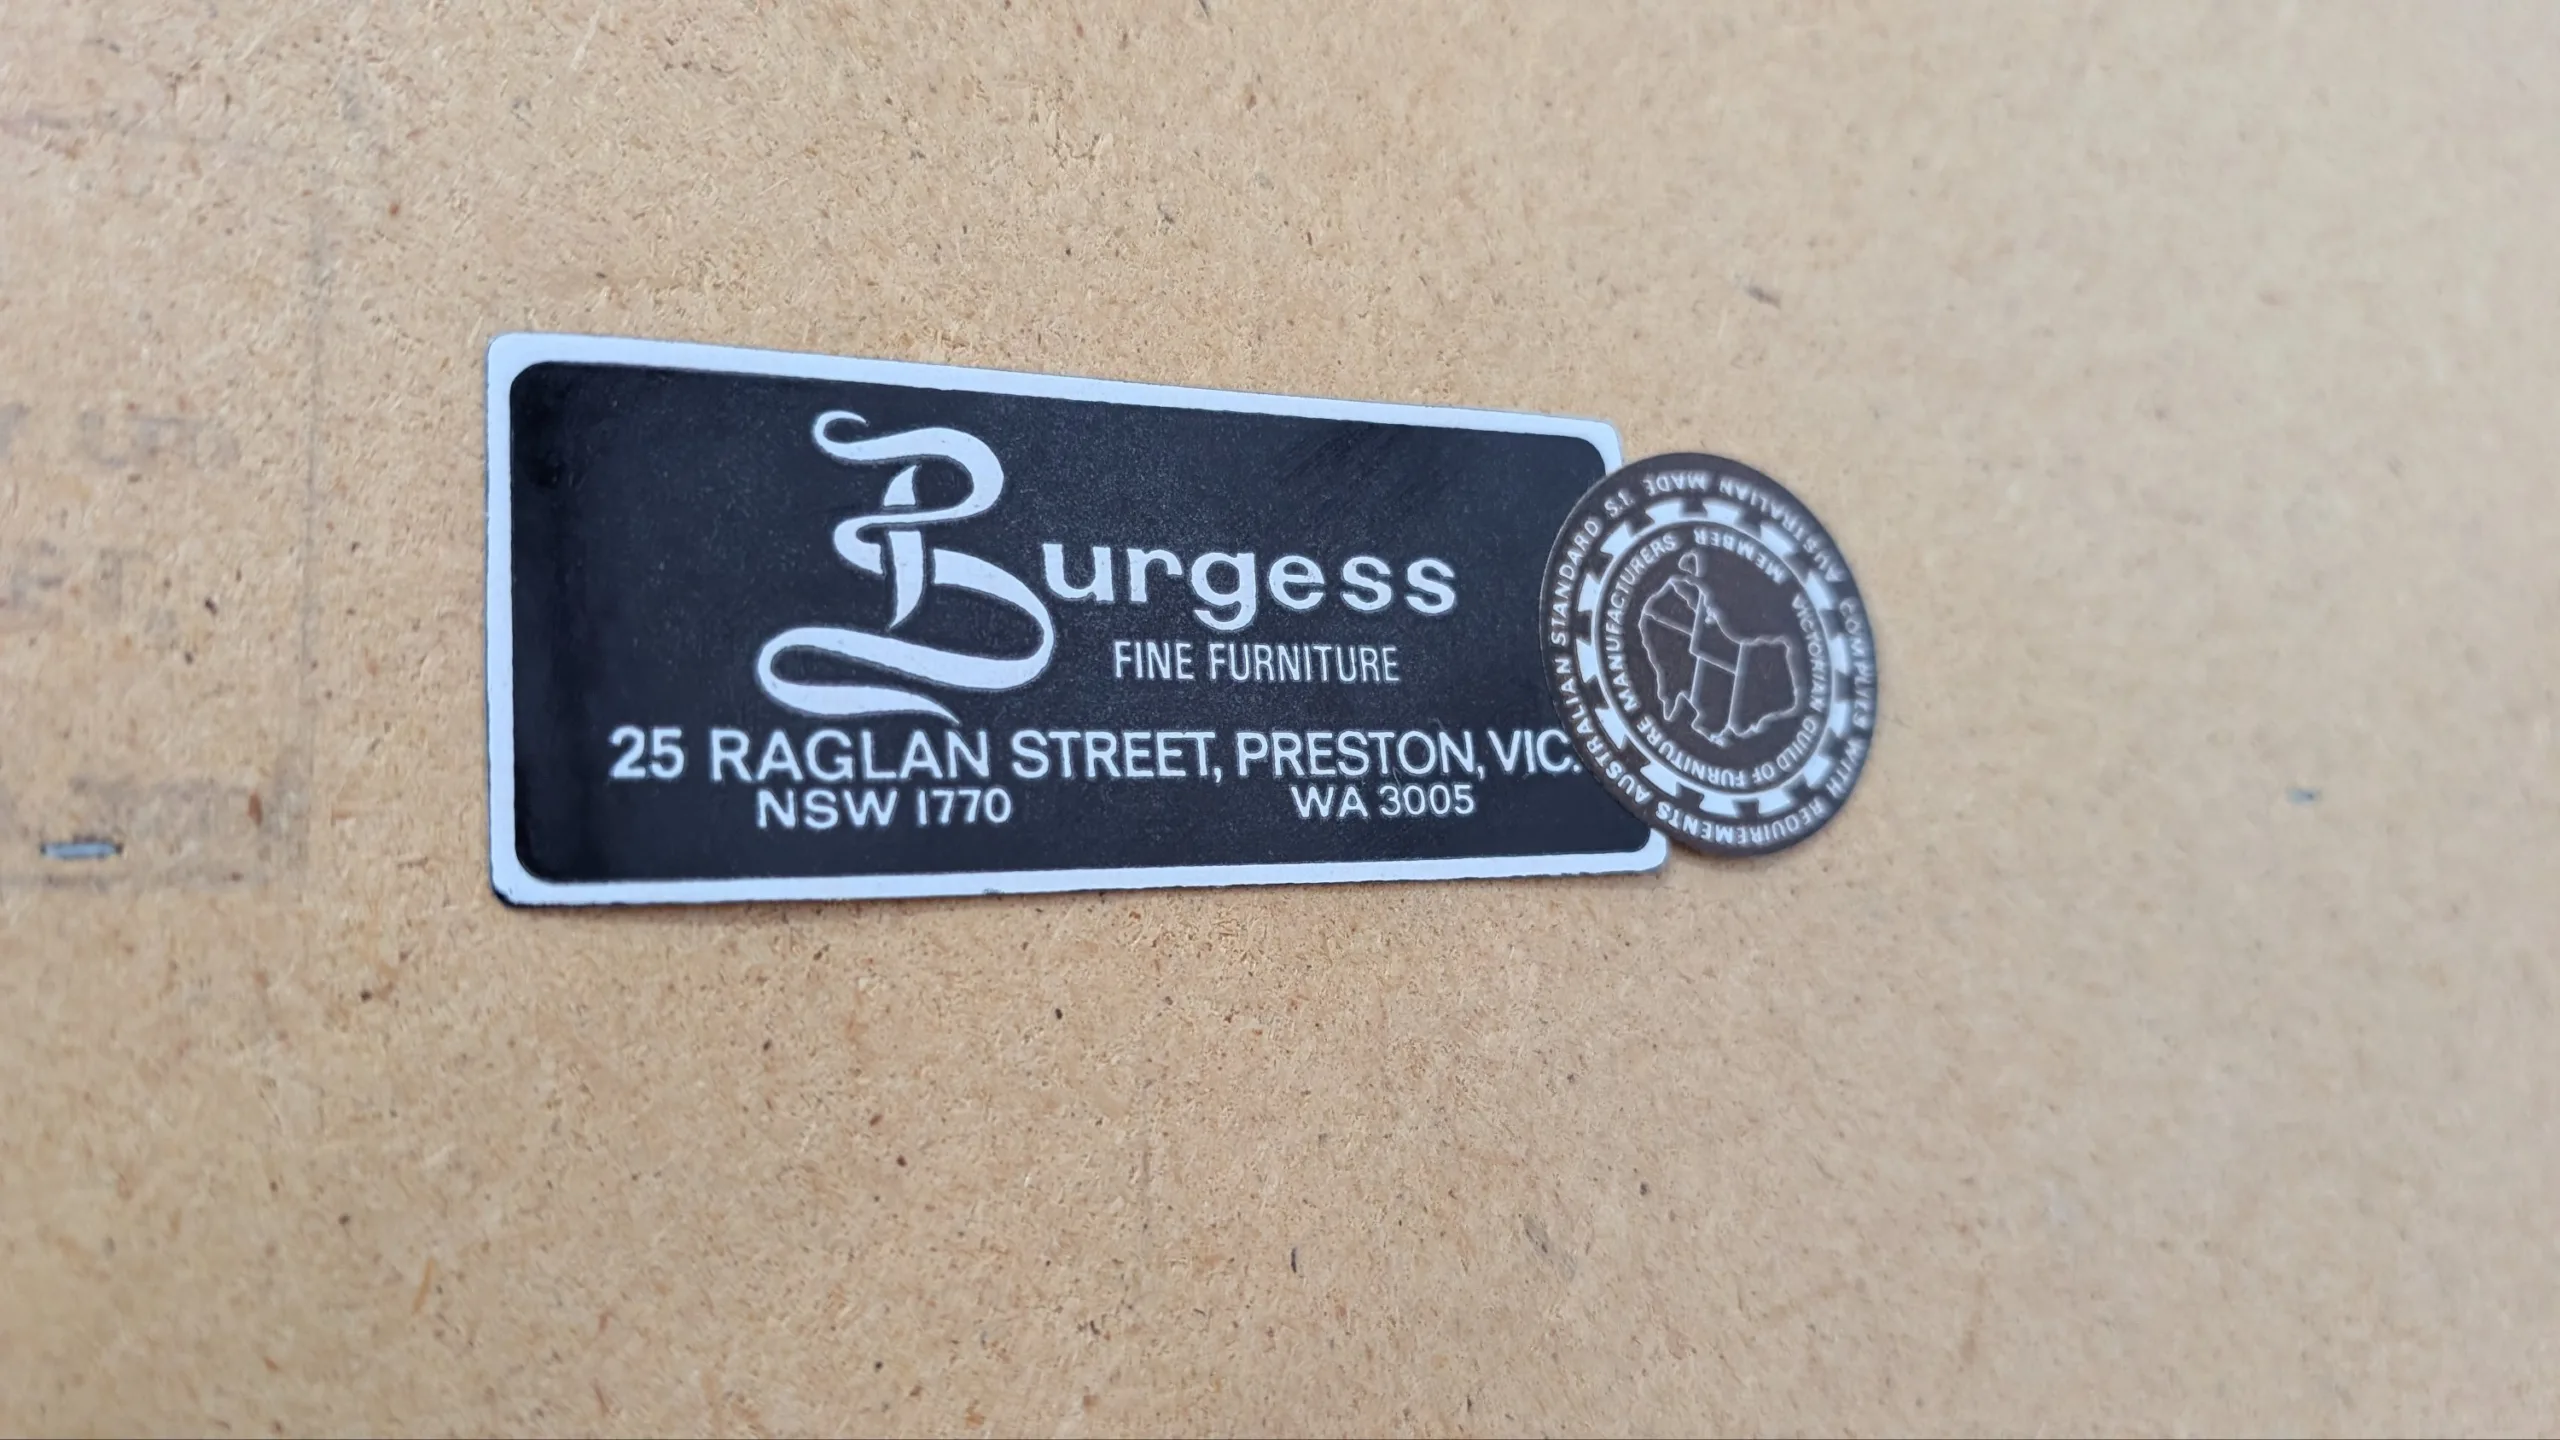 Burgess
FINE FURNITURE
25 RAGLAN STREET, PRESTON, VIC.
NSW 1770 WA 3005
AUSTRALIAN MADE COMPLIES WITH REQUIREMENTS AUSTRALIAN STANDARD S.I.
MEMBER VICTORIAN GUILD OF FURNITURE MANUFACTURERS